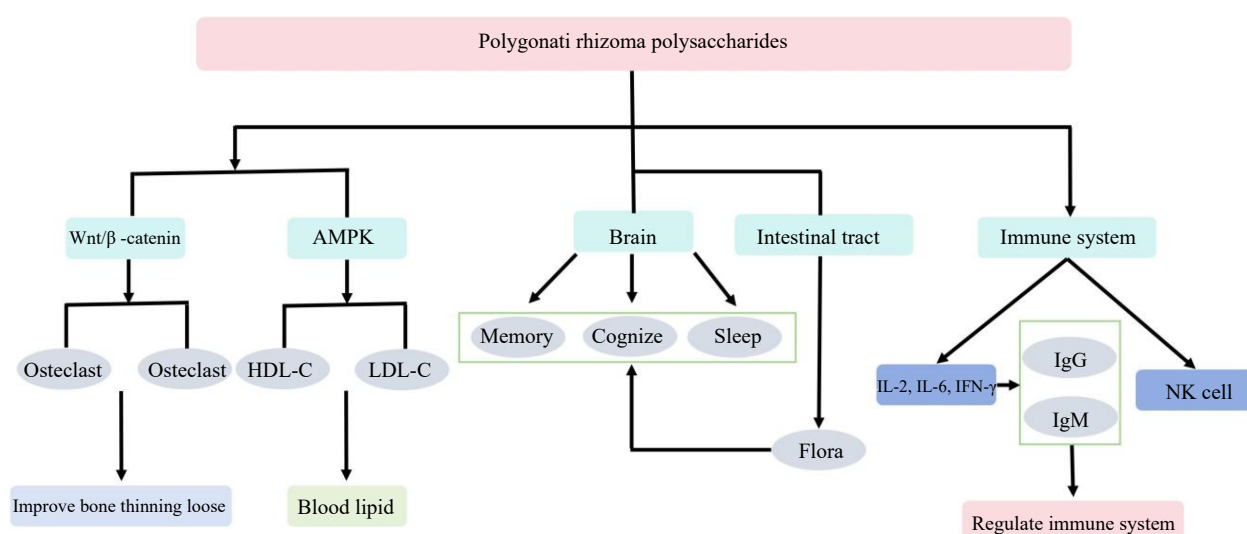 Polygonati rhizoma polysaccharides
Wnt/β -catenin
AMPK
Brain
Intestinal tract
Immune system
Memory
Cognize
Sleep
Osteclast
Osteclast
HDL-C
LDL-C
IL-2, IL-6, IFN-γ
IgG
IgM
NK cell
Flora
Improve bone thinning loose
Blood lipid
Regulate immune system